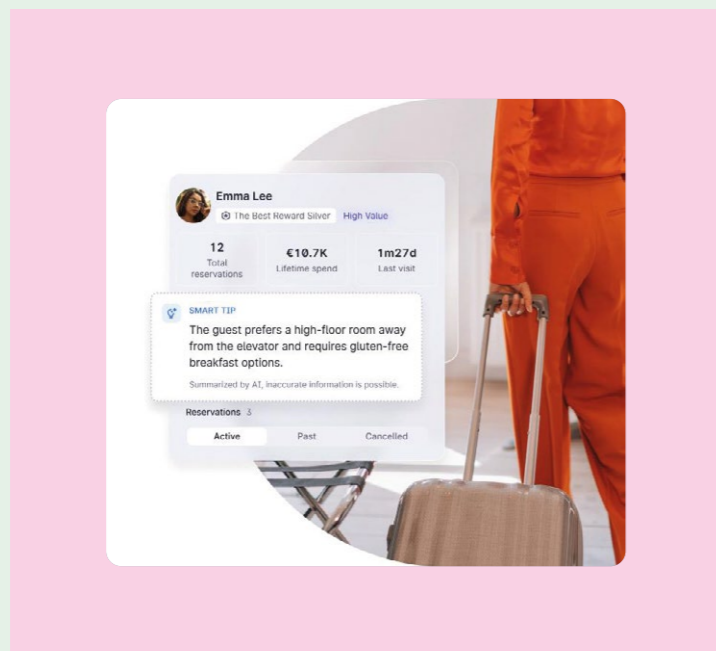 Emma Lee
The Best Reward Silver High Value
12 €10.7K 1m27d
Total Lifetime spend Last visit
reservations
SMART TIP
The guest prefers a high-floor room away
from the elevator and requires gluten-free
breakfast options.
Summarized by AI, inaccurate information is possible.
Reservations 3
Active Past Cancelled